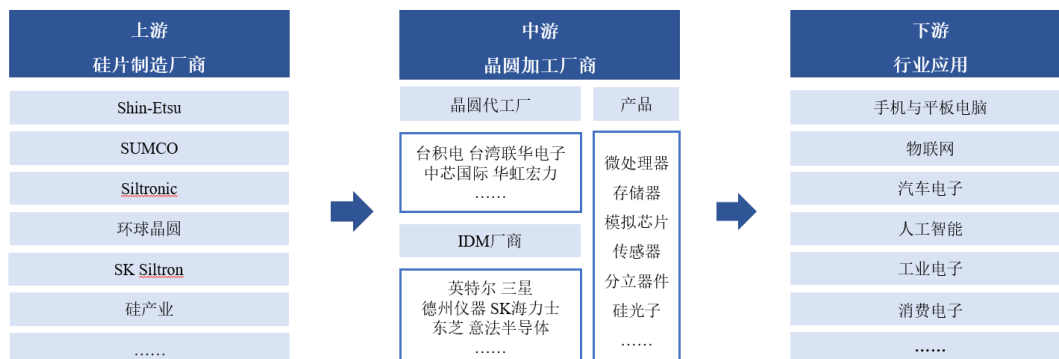 上游
硅片制造厂商
Shin-Etsu
SUMCO
Siltronic
环球晶圆
SK Siltron
硅产业
……
中游
晶圆加工厂商
晶圆代工厂
台积电 台湾联华电子
中芯国际 华虹宏力
……
IDM厂商
英特尔 三星
德州仪器 SK海力士
东芝 意法半导体
……
产品
微处理器
存储器
模拟芯片
传感器
分立器件
硅光子
……
下游
行业应用
手机与平板电脑
物联网
汽车电子
人工智能
工业电子
消费电子
……